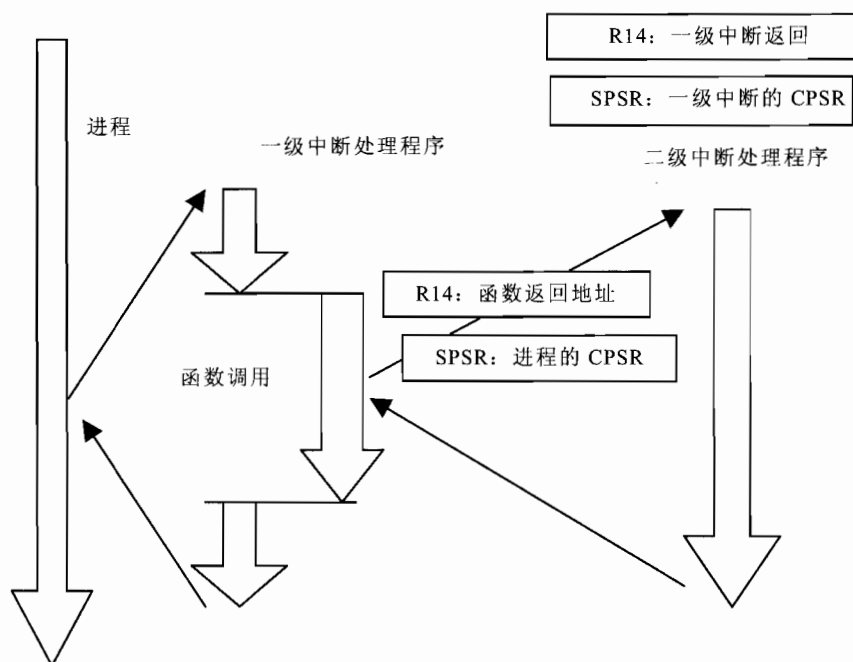 R14：一级中断返回
SPSR：一级中断的 CPSR
进程
一级中断处理程序
二级中断处理程序
R14：函数返回地址
SPSR：进程的 CPSR
函数调用